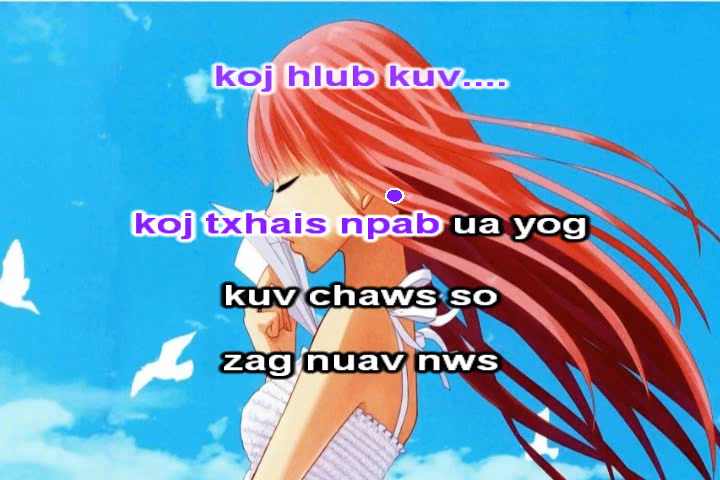 koj hlub kuv....
koj txhais npab ua yog
kuv chaws so
zag nuav nws